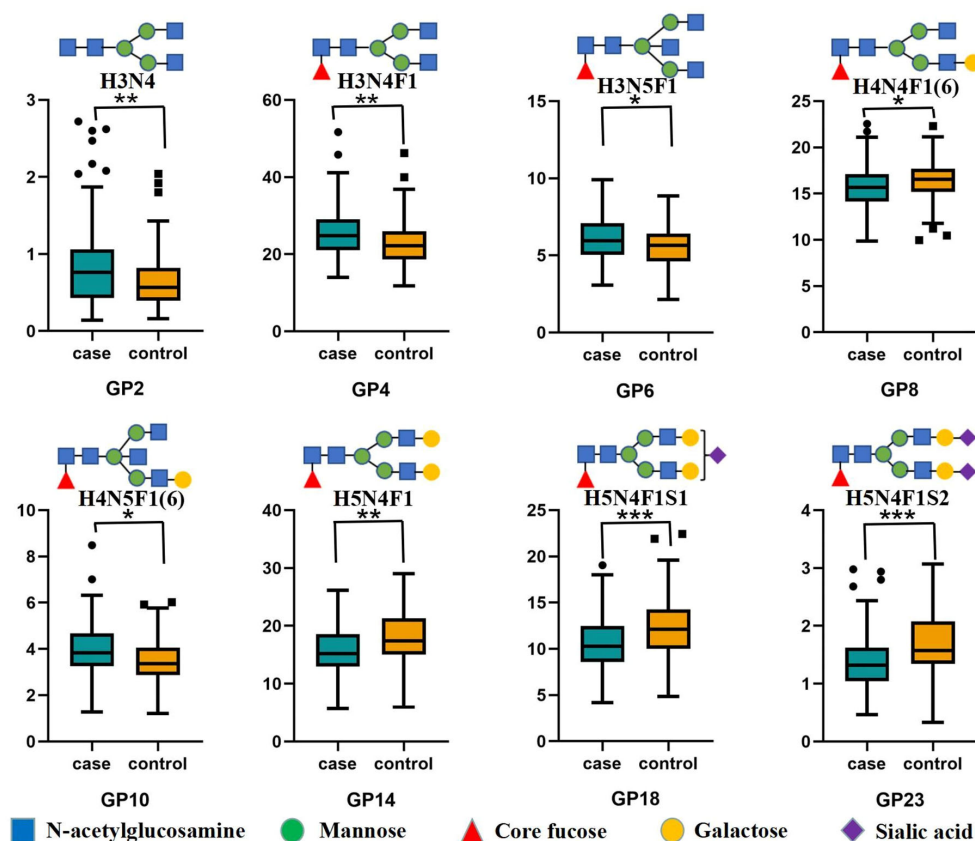 H3N4
H3N4F1
H3N5F1
H4N4F1(6)
**
**
*
*
3
2
1
0
60
40
20
0
15
10
5
0
25
20
15
10
5
0
case control
case control
case control
case control
GP2
GP4
GP6
GP8
H4N5F1(6)
H5N4F1
H5N4F1S1
H5N4F1S2
*
**
***
***
10
8
6
4
2
0
40
30
20
10
0
25
20
15
10
5
0
4
3
2
1
0
case control
case control
case control
case control
GP10
GP14
GP18
GP23
N-acetylglucosamine
Mannose
Core fucose
Galactose
Sialic acid